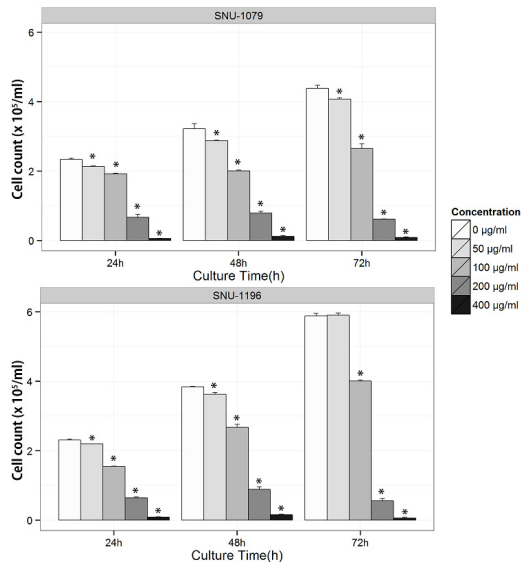 SNU-1079
6
4
2
0
Cell count (x 10⁵/ml)
* * * *
* * * *
* * * *
24h 48h 72h
Culture Time(h)
SNU-1196
6
4
2
0
Cell count (x 10⁵/ml)
* * * *
* * * *
* * *
24h 48h 72h
Culture Time(h)
Concentration
0 μg/ml
50 μg/ml
100 μg/ml
200 μg/ml
400 μg/ml